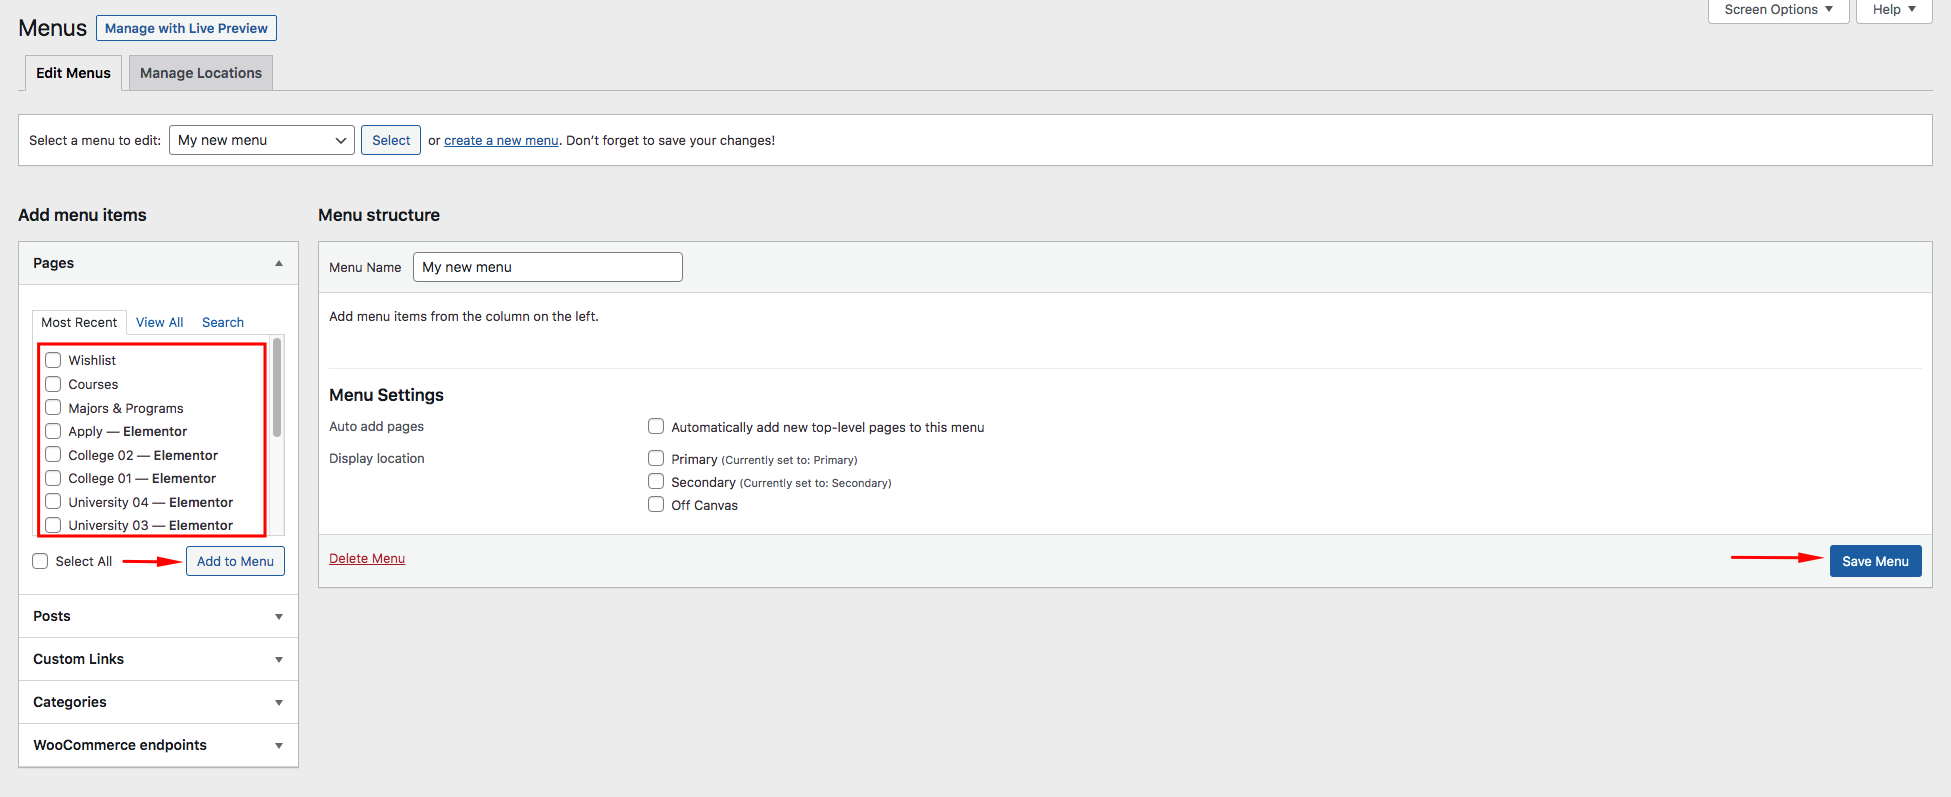 Menus Manage with Live Preview
Screen Options Help
Edit Menus Manage Locations
Select a menu to edit: My new menu Select or create a new menu. Don't forget to save your changes!
Add menu items
Pages
Most Recent View All Search
Wishlist
Courses
Majors & Programs
Apply — Elementor
College 02 — Elementor
College 01 — Elementor
University 04 — Elementor
University 03 — Elementor
Select All Add to Menu
Posts
Custom Links
Categories
WooCommerce endpoints
Menu structure
Menu Name My new menu
Add menu items from the column on the left.
Menu Settings
Auto add pages Automatically add new top-level pages to this menu
Display location Primary (Currently set to: Primary)
Secondary (Currently set to: Secondary)
Off Canvas
Delete Menu Save Menu